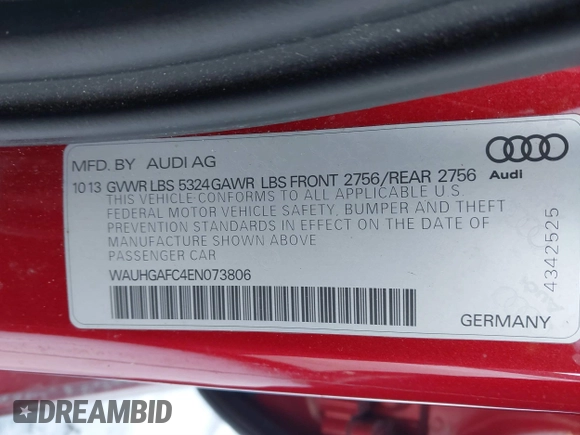 MFD. BY AUDI AG
Audi
10 13 GVWR LBS 5324 GAWR LBS FRONT 2756/REAR 2756
THIS VEHICLE CONFORMS TO ALL APPLICABLE U.S.
FEDERAL MOTOR VEHICLE SAFETY, BUMPER AND THEFT
PREVENTION STANDARDS IN EFFECT ON THE DATE OF
MANUFACTURE SHOWN ABOVE
PASSENGER CAR
WAUHGAFC4EN073806
4342525
GERMANY
DREAMBID